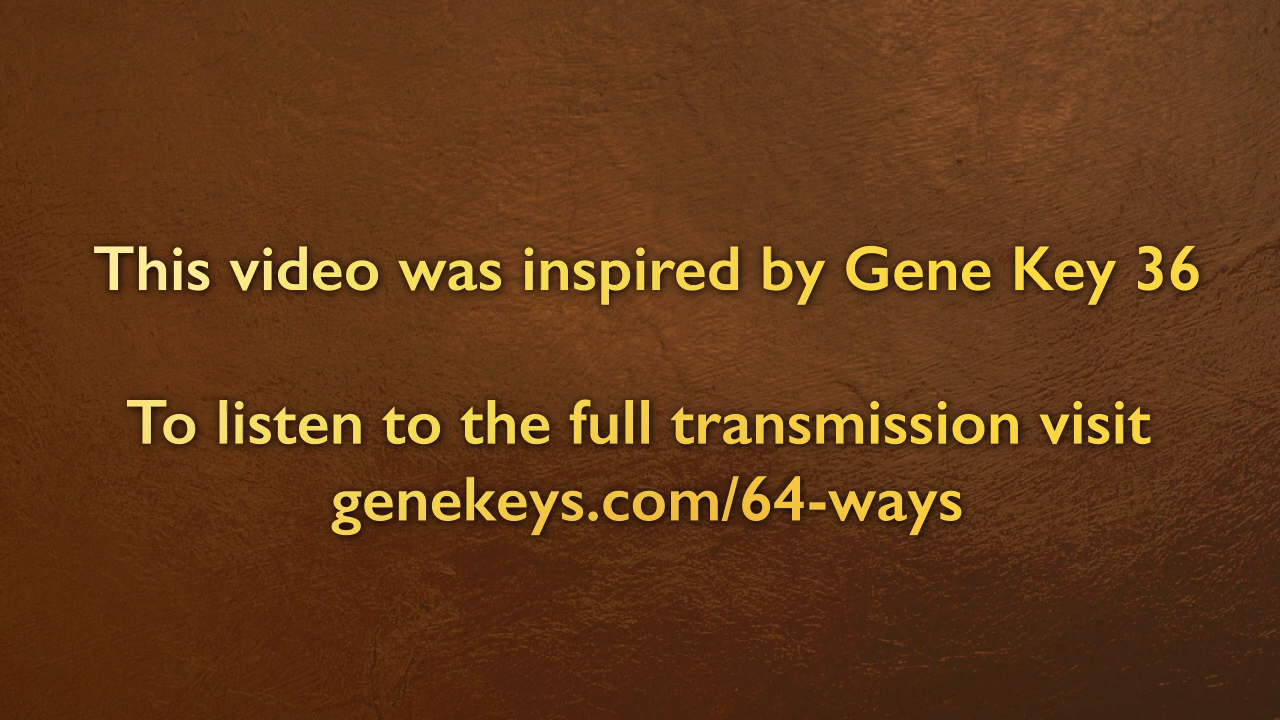 This video was inspired by Gene Key 36
To listen to the full transmission visit
genekeys.com/64-ways